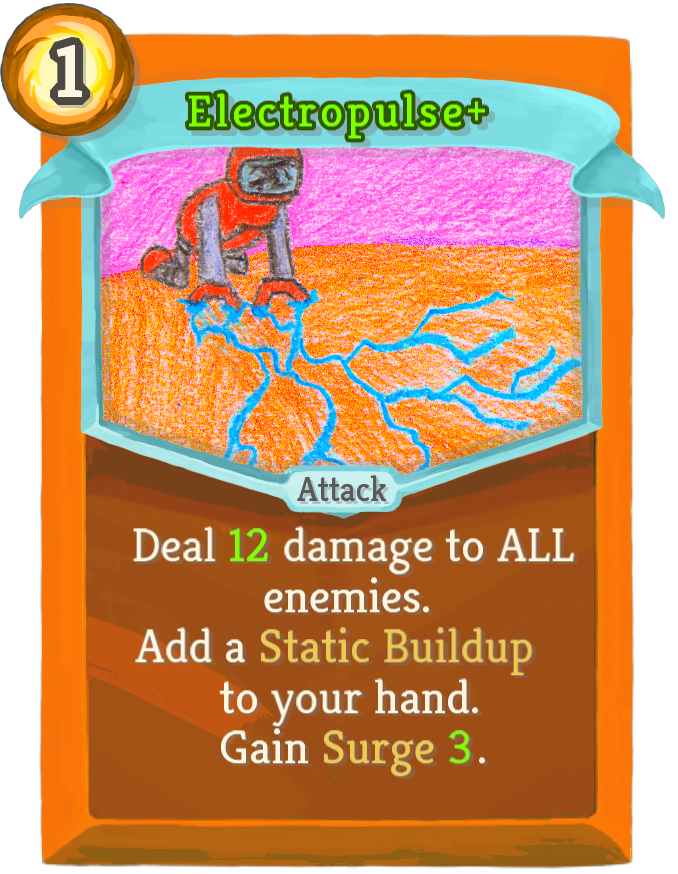 1
Electropulse+
Attack
Deal 12 damage to ALL
enemies.
Add a Static Buildup
to your hand.
Gain Surge 3.